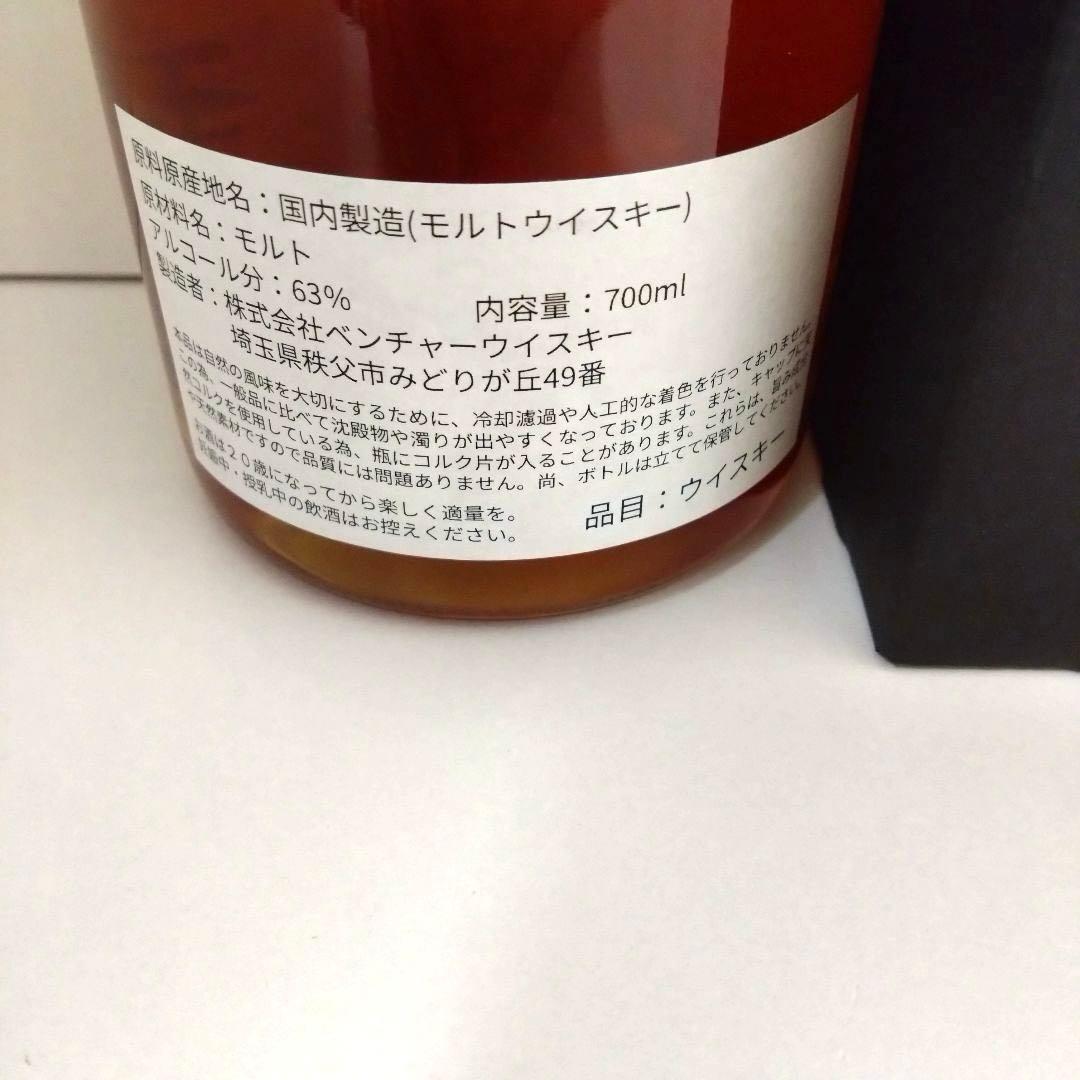 原料原産地名：国内製造(モルトウイスキー)
原材料名：モルト
アルコール分：63%　内容量：700ml
製造者：株式会社ベンチャーウイスキー
埼玉県秩父市みどりが丘49番
本品は自然の風味を大切にするために、冷却濾過や人工的な着色を行っておりません。
この為、一般品に比べて沈殿物や濁りが出やすくなっております。また、キャップに天
然コルクを使用している為、瓶にコルク片が入ることがあります。これらは、旨み成分
や天然素材ですので品質には問題ありません。尚、ボトルは立てて保管してください。
お酒は２０歳になってから楽しく適量を。
妊娠中・授乳中の飲酒はお控えください。
品目：ウイスキー